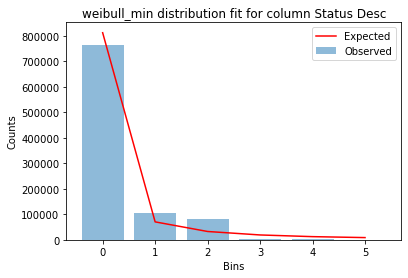 weibull_min distribution fit for column Status Desc
Expected
Observed
Counts
800000
700000
600000
500000
400000
300000
200000
100000
0
0 1 2 3 4 5
Bins